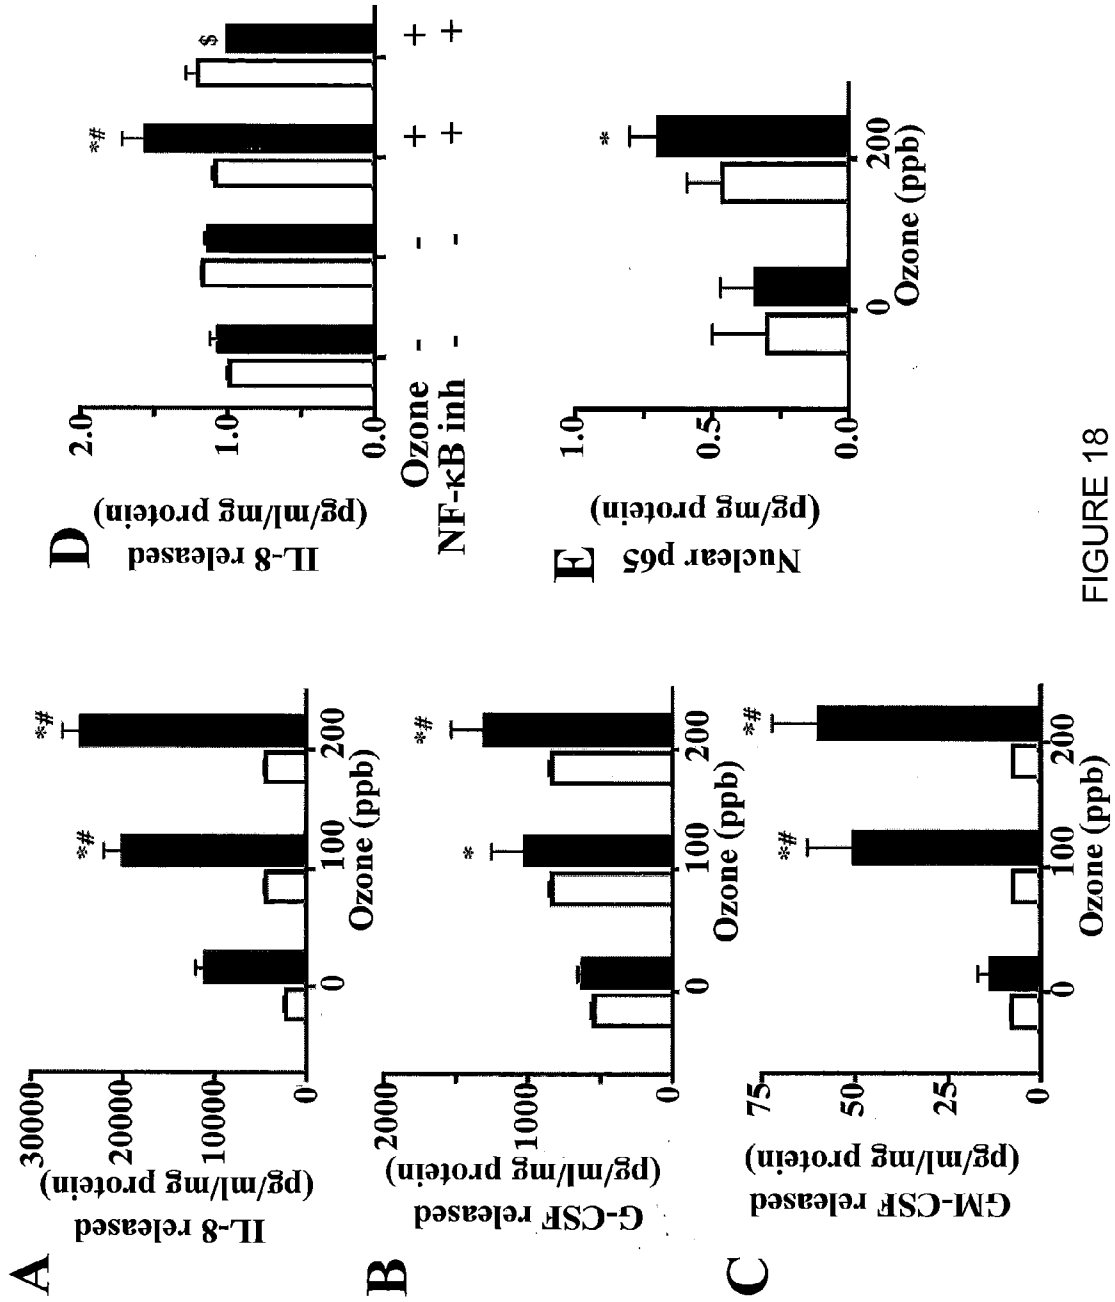 A
IL-8 released
(pg/ml/mg protein)
30000
20000
10000
0
*#
*#
0
100
200
Ozone (ppb)
B
G-CSF released
(pg/ml/mg protein)
2000
1000
0
*
*#
0
100
200
Ozone (ppb)
C
GM-CSF released
(pg/ml/mg protein)
75
50
25
0
*#
*#
0
100
200
Ozone (ppb)
D
IL-8 released
(pg/ml/mg protein)
2.0
1.0
0.0
*#
$
Ozone - - + +
NF-κB inh - - + +
E
Nuclear p65
(pg/mg protein)
1.0
0.5
0.0
*
0
200
Ozone (ppb)
FIGURE 18